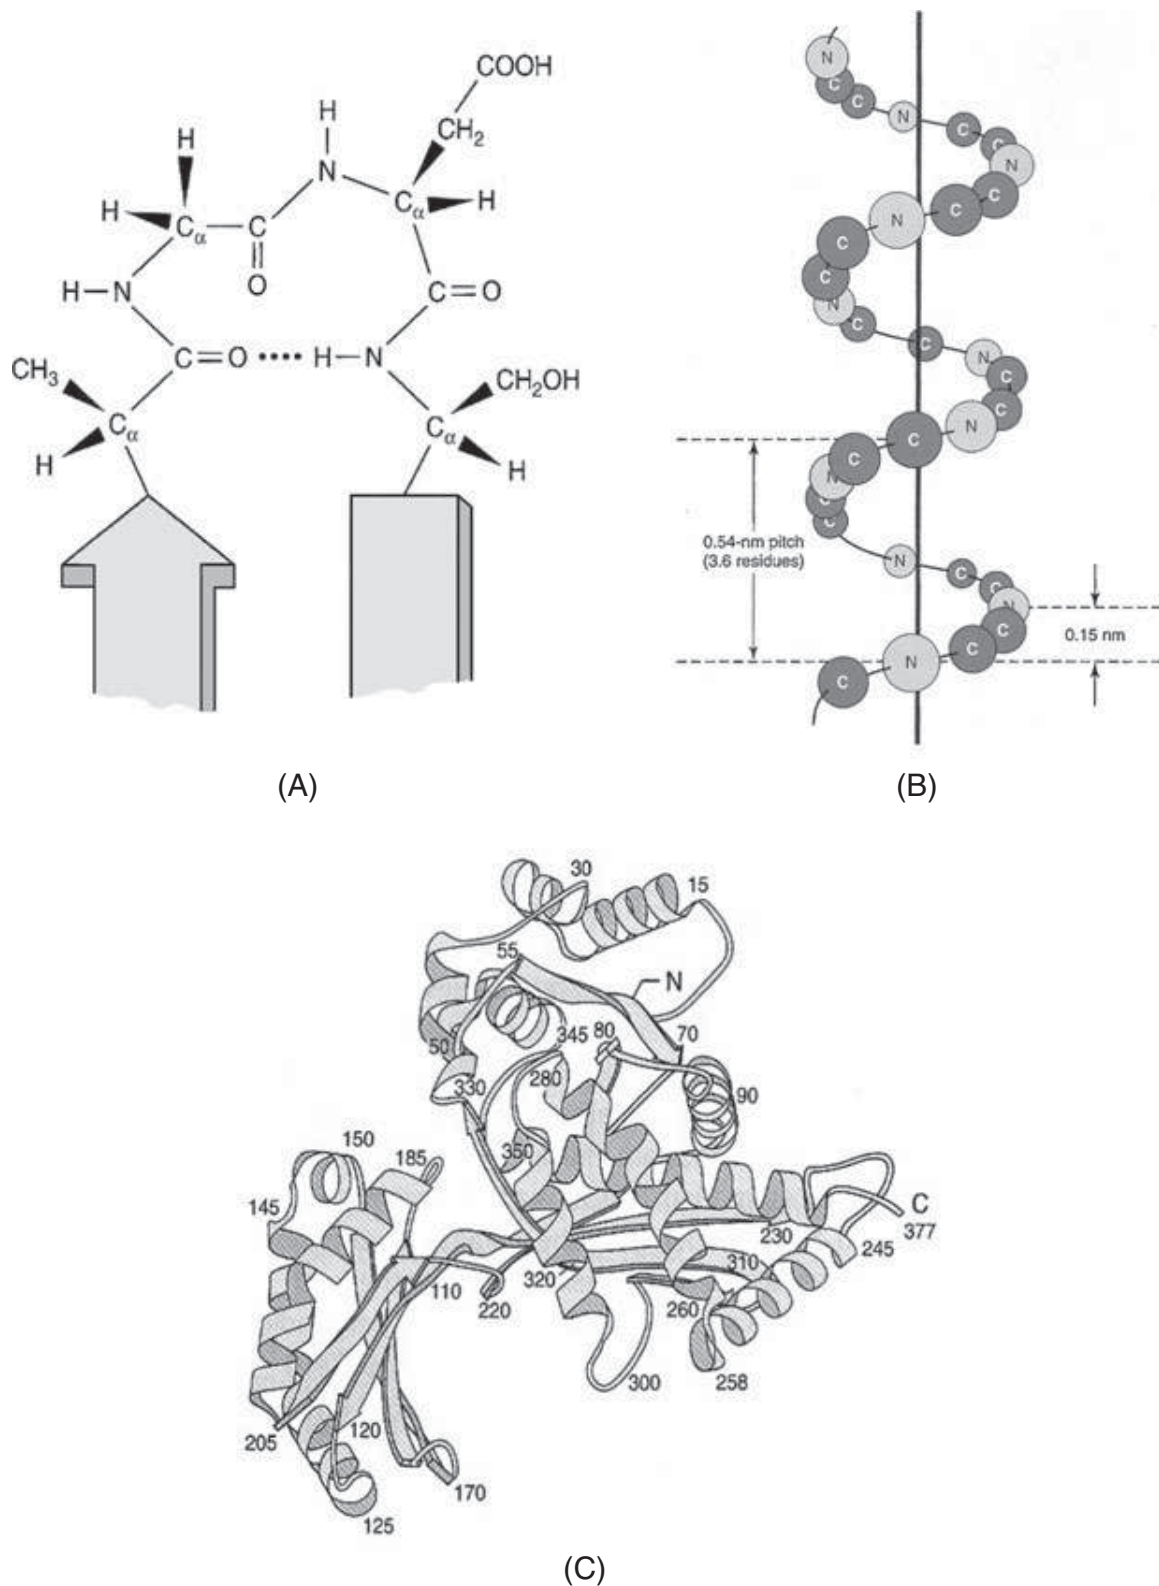 COOH
H
CH2
H
N
H
Cα
H
Cα
C
H
O
H–N
C=O
C=O •••• H–N
CH3
CH2OH
Cα
Cα
H
H
(A)
N
C
C
N
C
C
N
C
C
N
C
C
N
C
C
N
C
C
N
C
C
N
C
C
N
C
C
N
C
C
N
C
C
N
C
0.54-nm pitch
(3.6 residues)
0.15 nm
(B)
30
15
55
N
50
345
80
70
330
280
90
150
185
350
145
C
377
230
245
110
310
320
220
260
300
258
205
120
170
125
(C)